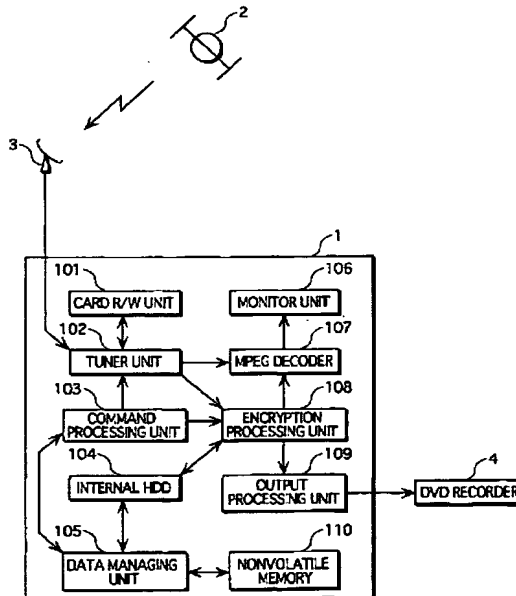 2
3
1
101
106
CARD R/W UNIT
MONITOR UNIT
102
107
TUNER UNIT
MPEG DECODER
103
108
COMMAND
PROCESSING UNIT
ENCRYPTION
PROCESSING UNIT
104
109
4
INTERNAL HDD
OUTPUT
PROCESSING UNIT
DVD RECORDER
105
110
DATA MANAGING
UNIT
NONVOLATILE
MEMORY